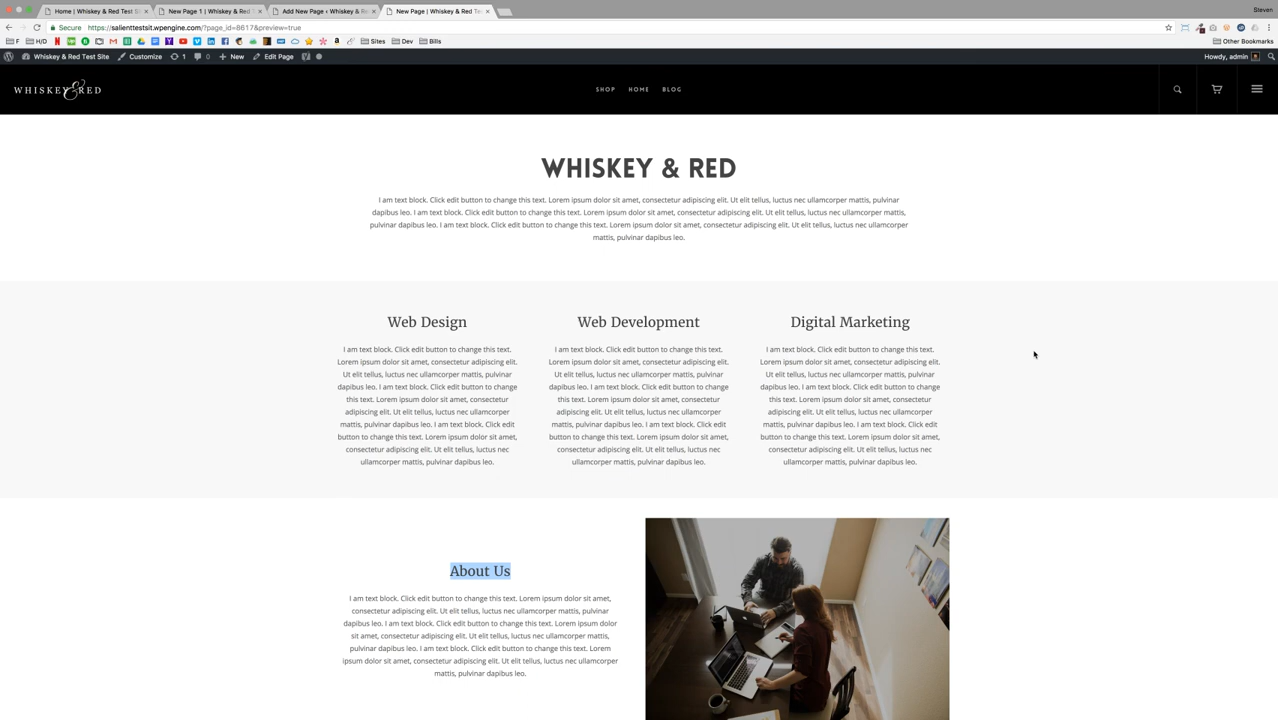 Steven
Home | Whiskey & Red Test S
New Page 1 | Whiskey & Red T
Add New Page ‹ Whiskey & R
New Page | Whiskey & Red Te
Secure https://salienttestsit.wpengine.com/?page_id=8617&preview=true
F H/D Sites Dev Bills Other Bookmarks
Whiskey & Red Test Site Customize 1 0 New Edit Page Howdy, admin
WHISKEY & RED SHOP HOME BLOG
WHISKEY & RED
I am text block. Click edit button to change this text. Lorem ipsum dolor sit amet, consectetur adipiscing elit. Ut elit tellus, luctus nec ullamcorper mattis, pulvinar
dapibus leo. I am text block. Click edit button to change this text. Lorem ipsum dolor sit amet, consectetur adipiscing elit. Ut elit tellus, luctus nec ullamcorper mattis,
pulvinar dapibus leo. I am text block. Click edit button to change this text. Lorem ipsum dolor sit amet, consectetur adipiscing elit. Ut elit tellus, luctus nec ullamcorper
mattis, pulvinar dapibus leo.
Web Design
I am text block. Click edit button to change this text.
Lorem ipsum dolor sit amet, consectetur adipiscing elit.
Ut elit tellus, luctus nec ullamcorper mattis, pulvinar
dapibus leo. I am text block. Click edit button to change
this text. Lorem ipsum dolor sit amet, consectetur
adipiscing elit. Ut elit tellus, luctus nec ullamcorper
mattis, pulvinar dapibus leo. I am text block. Click edit
button to change this text. Lorem ipsum dolor sit amet,
consectetur adipiscing elit. Ut elit tellus, luctus nec
ullamcorper mattis, pulvinar dapibus leo.
Web Development
I am text block. Click edit button to change this text.
Lorem ipsum dolor sit amet, consectetur adipiscing elit.
Ut elit tellus, luctus nec ullamcorper mattis, pulvinar
dapibus leo. I am text block. Click edit button to change
this text. Lorem ipsum dolor sit amet, consectetur
adipiscing elit. Ut elit tellus, luctus nec ullamcorper
mattis, pulvinar dapibus leo. I am text block. Click edit
button to change this text. Lorem ipsum dolor sit amet,
consectetur adipiscing elit. Ut elit tellus, luctus nec
ullamcorper mattis, pulvinar dapibus leo.
Digital Marketing
I am text block. Click edit button to change this text.
Lorem ipsum dolor sit amet, consectetur adipiscing elit.
Ut elit tellus, luctus nec ullamcorper mattis, pulvinar
dapibus leo. I am text block. Click edit button to change
this text. Lorem ipsum dolor sit amet, consectetur
adipiscing elit. Ut elit tellus, luctus nec ullamcorper
mattis, pulvinar dapibus leo. I am text block. Click edit
button to change this text. Lorem ipsum dolor sit amet,
consectetur adipiscing elit. Ut elit tellus, luctus nec
ullamcorper mattis, pulvinar dapibus leo.
About Us
I am text block. Click edit button to change this text. Lorem ipsum dolor sit amet,
consectetur adipiscing elit. Ut elit tellus, luctus nec ullamcorper mattis, pulvinar
dapibus leo. I am text block. Click edit button to change this text. Lorem ipsum dolor
sit amet, consectetur adipiscing elit. Ut elit tellus, luctus nec ullamcorper mattis,
pulvinar dapibus leo. I am text block. Click edit button to change this text. Lorem
ipsum dolor sit amet, consectetur adipiscing elit. Ut elit tellus, luctus nec ullamcorper
mattis, pulvinar dapibus leo.